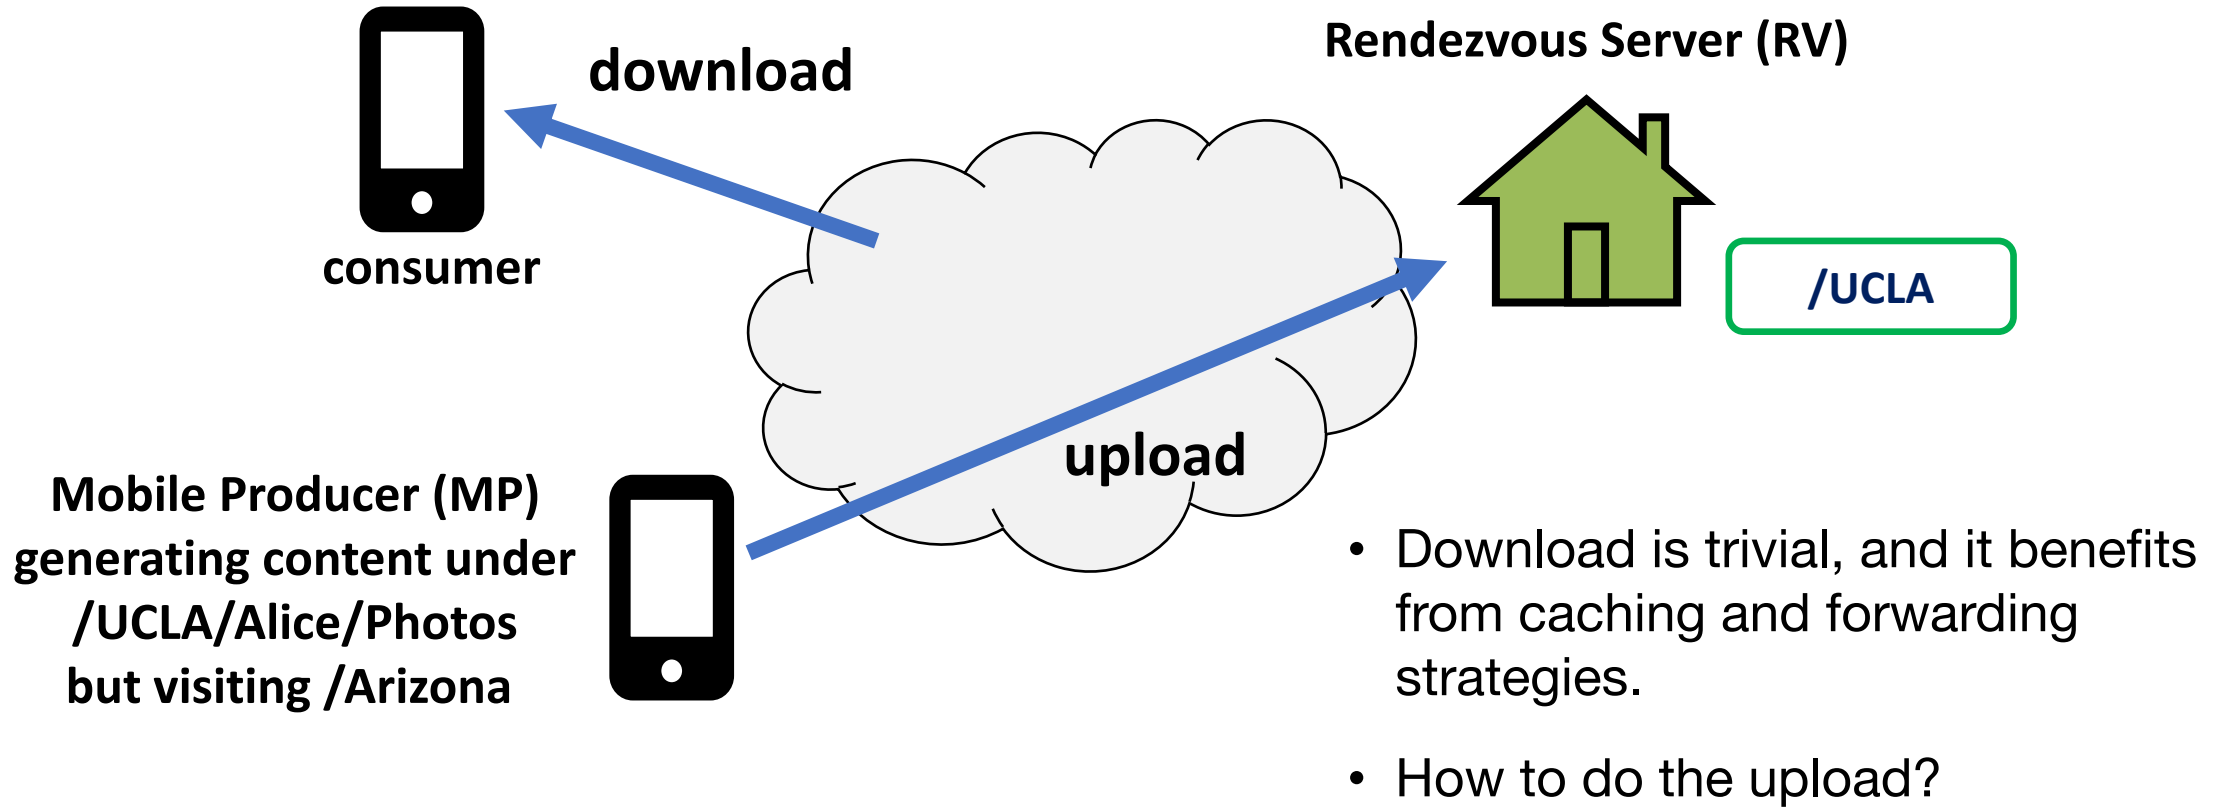 download
Rendezvous Server (RV)
consumer
/UCLA
upload
Mobile Producer (MP)
generating content under
/UCLA/Alice/Photos
but visiting /Arizona
• Download is trivial, and it benefits
from caching and forwarding
strategies.
• How to do the upload?